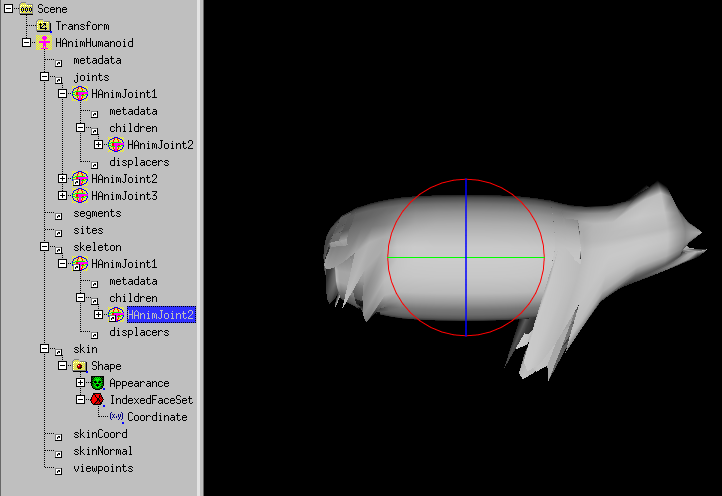 Scene
Transform
HAnimHumanoid
metadata
joints
HAnimJoint1
metadata
children
HAnimJoint2
displacers
HAnimJoint2
HAnimJoint3
segments
sites
skeleton
HAnimJoint1
metadata
children
HAnimJoint2
displacers
skin
Shape
Appearance
IndexedFaceSet
(x,y) Coordinate
skinCoord
skinNormal
viewpoints